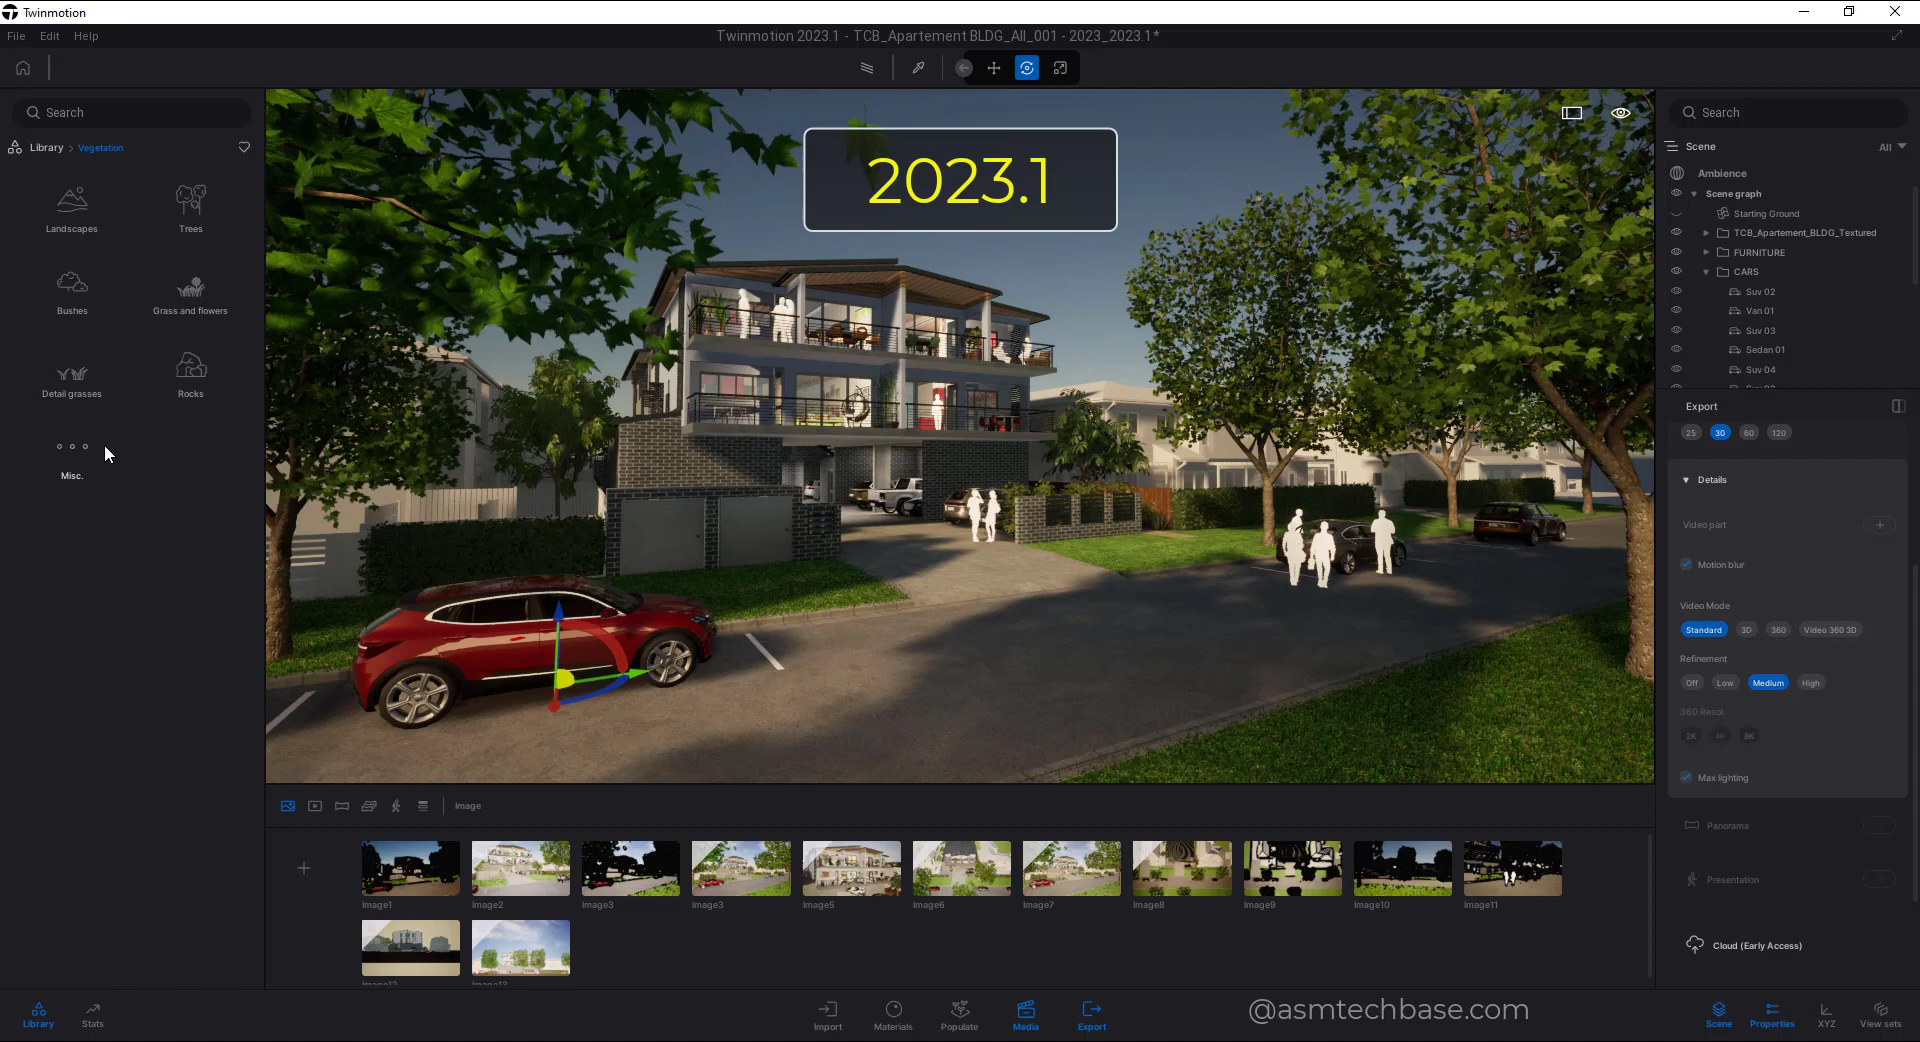 Twinmotion
File Edit Help
Twinmotion 2023.1 - TCB_Apartement BLDG_All_001 - 2023_2023.1*
Search
Library > Vegetation
Landscapes
Trees
Bushes
Grass and flowers
Detail grasses
Rocks
Misc.
2023.1
Search
Scene
All
Ambience
Scene graph
Starting Ground
TCB_Apartement_BLDG_Textured
FURNITURE
CARS
Suv 02
Van 01
Suv 03
Sedan 01
Suv 04
Export
25 30 60 120
Details
Video part
Motion blur
Video Mode
Standard 3D 360 Video 360 3D
Refinement
Off Low Medium High
360 Resol.
2K 4K 8K
Max lighting
Panorama
Presentation
Cloud (Early Access)
Image
Image1 Image2 Image3 Image3 Image5 Image6 Image7 Image8 Image9 Image10 Image11
Image12 Image13
Library Stats
Import Materials Populate Media Export
@asmtechbase.com
Scene Properties XYZ View sets